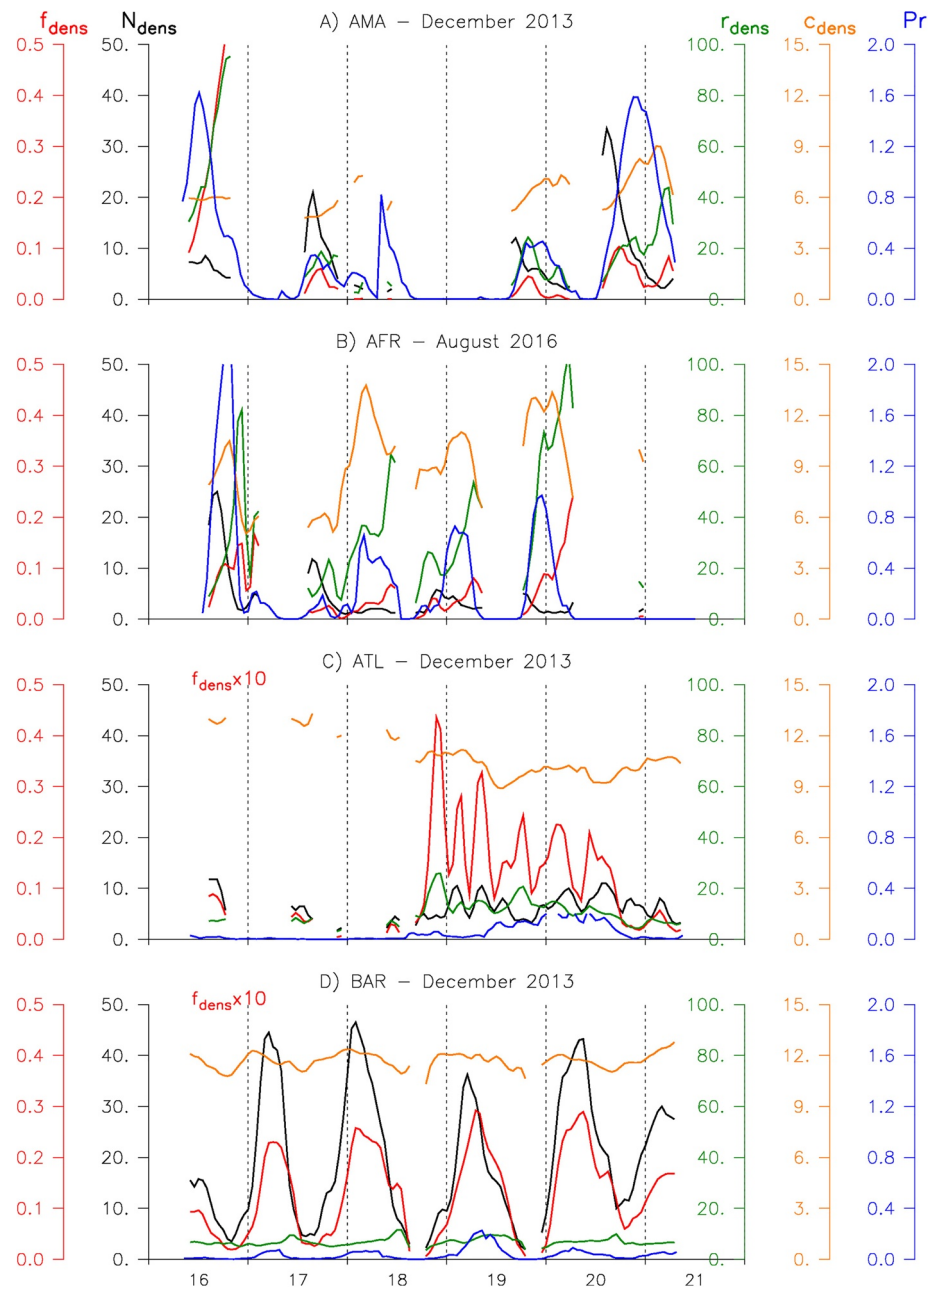 f_dens N_dens A) AMA – December 2013 r_dens c_dens Pr
0.5 50. 100. 15. 2.0
0.4 40. 80. 12. 1.6
0.3 30. 60. 9. 1.2
0.2 20. 40. 6. 0.8
0.1 10. 20. 3. 0.4
0.0 0. 0. 0. 0.0
B) AFR – August 2016
0.5 50. 100. 15. 2.0
0.4 40. 80. 12. 1.6
0.3 30. 60. 9. 1.2
0.2 20. 40. 6. 0.8
0.1 10. 20. 3. 0.4
0.0 0. 0. 0. 0.0
C) ATL – December 2013
f_dens x10
0.5 50. 100. 15. 2.0
0.4 40. 80. 12. 1.6
0.3 30. 60. 9. 1.2
0.2 20. 40. 6. 0.8
0.1 10. 20. 3. 0.4
0.0 0. 0. 0. 0.0
D) BAR – December 2013
f_dens x10
0.5 50. 100. 15. 2.0
0.4 40. 80. 12. 1.6
0.3 30. 60. 9. 1.2
0.2 20. 40. 6. 0.8
0.1 10. 20. 3. 0.4
0.0 0. 0. 0. 0.0
16 17 18 19 20 21